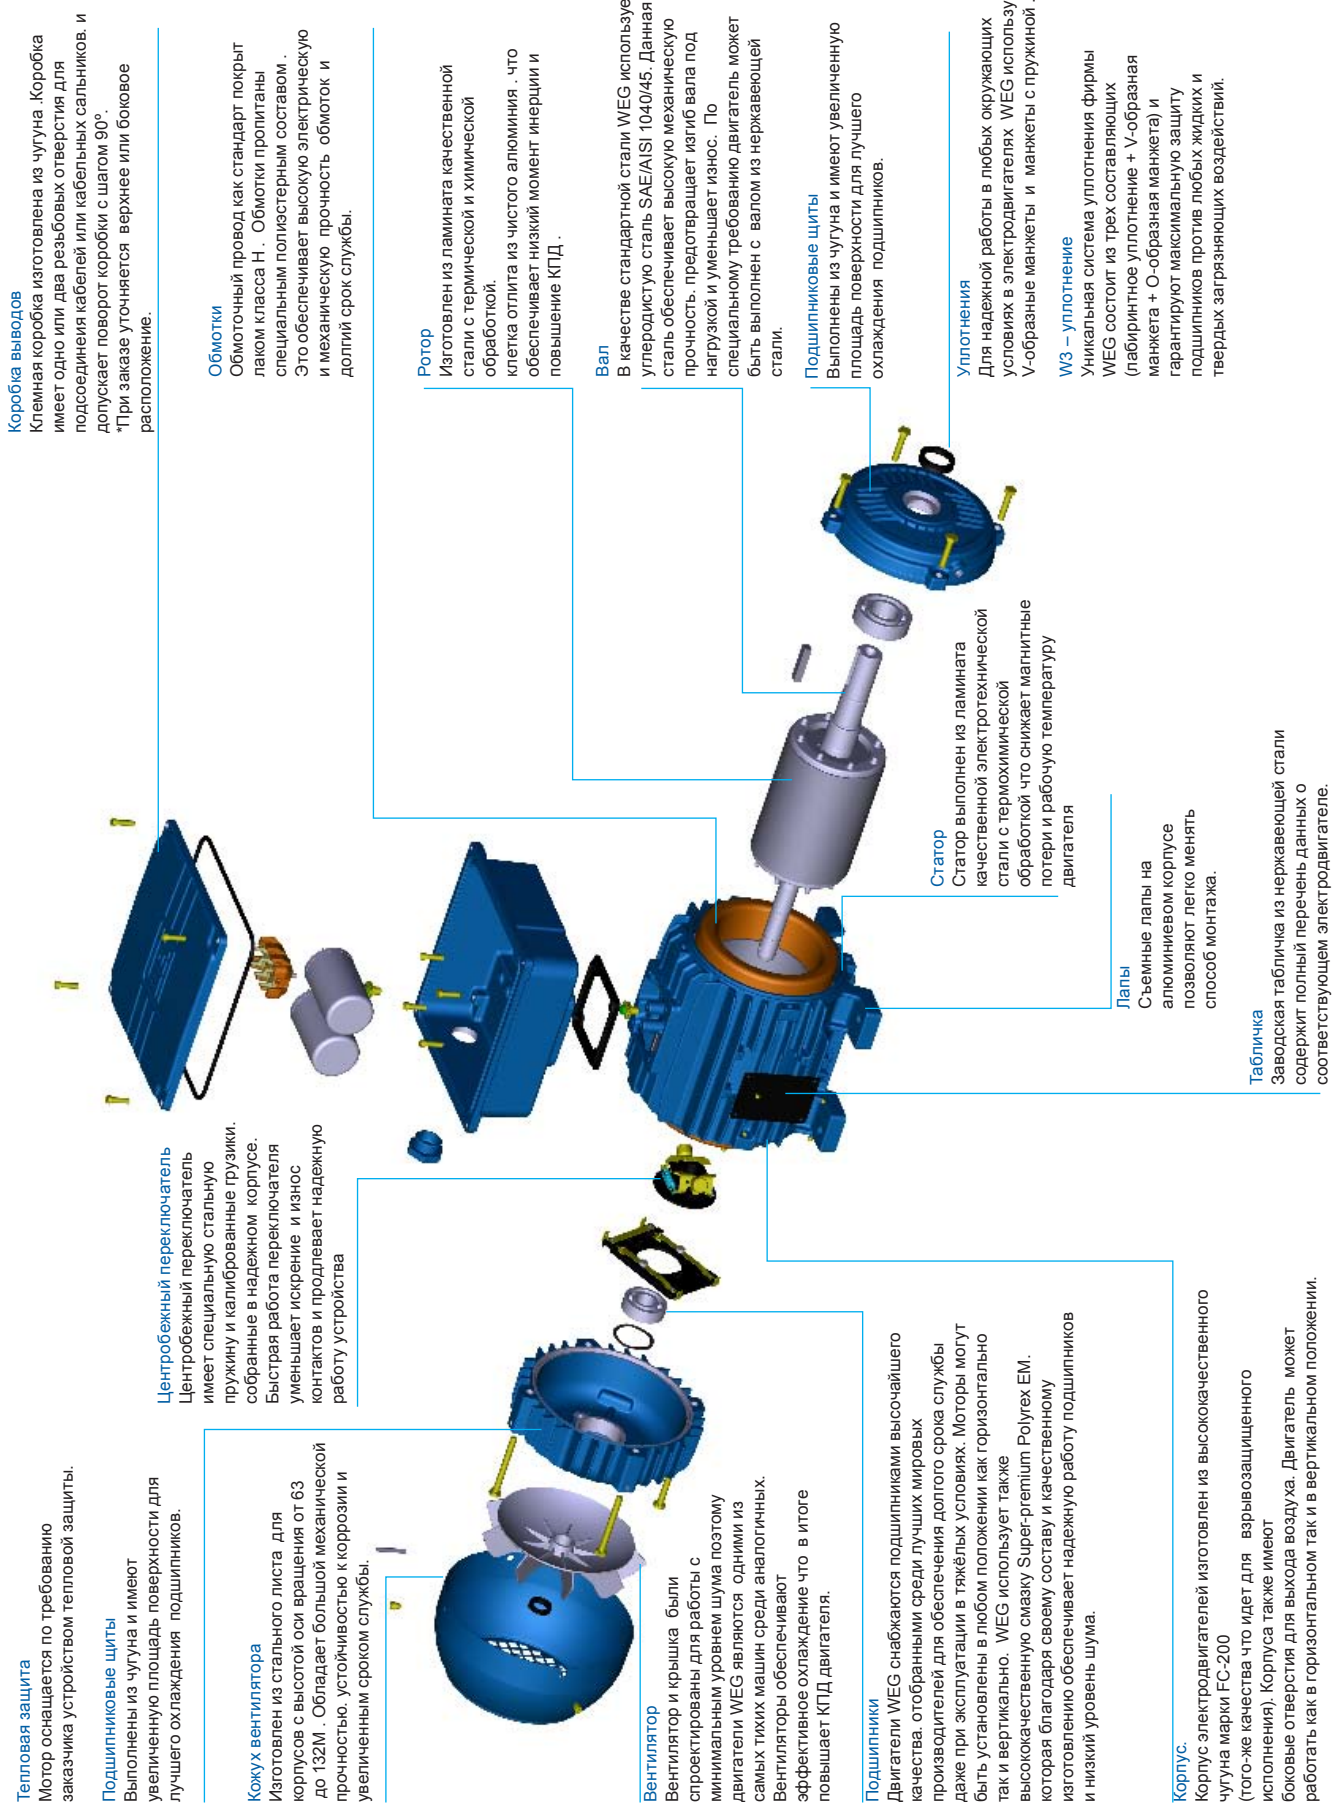 Тепловая защита
Мотор оснащается по требованию
заказчика устройством тепловой защиты.
Подшипниковые щиты
Выполнены из чугуна и имеют
увеличенную площадь поверхности для
лучшего охлаждения подшипников.
Кожух вентилятора
Изготовлен из стального листа для
корпусов с высотой оси вращения от 63
до 132М . Обладает большой механической
прочностью. устойчивостью к коррозии и
увеличенным сроком службы.
Вентилятор
Вентилятор и крышка были
спроектированы для работы с
минимальным уровнем шума поэтому
двигатели WEG являются одними из
самых тихих машин среди аналогичных.
Вентиляторы обеспечивают
эффективное охлаждение что в итоге
повышает КПД двигателя.
Подшипники
Двигатели WEG снабжаются подшипниками высочайшего
качества. отобранными среди лучших мировых
производителей для обеспечения долгого срока службы
даже при эксплуатации в тяжёлых условиях. Моторы могут
быть установлены в любом положении как горизонтально
так и вертикально. WEG использует также
высококачественную смазку Super-premium Polyrex EM.
которая благодаря своему составу и качественному
изготовлению обеспечивает надежную работу подшипников
и низкий уровень шума.
Корпус.
Корпус электродвигателей изготовлен из высококачественного
чугуна марки FC-200
(того-же качества что идет для взрывозащищенного
исполнения). Корпуса также имеют
боковые отверстия для выхода воздуха. Двигатель может
работать как в горизонтальном так и в вертикальном положении.
Центробежный переключатель
Центробежный переключатель
имеет специальную стальную
пружину и калиброванные грузики.
собранные в надежном корпусе.
Быстрая работа переключателя
уменьшает искрение и износ
контактов и продлевает надежную
работу устройства
Коробка выводов
Клемная коробка изготовлена из чугуна .Коробка
имеет одно или два резьбовых отверстия для
подсоединения кабелей или кабельных сальников. и
допускает поворот коробки с шагом 90º.
*При заказе уточняется верхнее или боковое
расположение.
Обмотки
Обмоточный провод как стандарт покрыт
лаком класса Н . Обмотки пропитаны
специальным полиэстерным составом .
Это обеспечивает высокую электрическую
и механическую прочность обмоток и
долгий срок службы.
Ротор
Изготовлен из ламината качественной
стали с термической и химической
обработкой.
клетка отлита из чистого алюминия . что
обеспечивает низкий момент инерции и
повышение КПД .
Вал
В качестве стандартной стали WEG используе
углеродистую сталь SAE/AISI 1040/45. Данная
сталь обеспечивает высокую механическую
прочность. предотвращает изгиб вала под
нагрузкой и уменьшает износ. По
специальному требованию двигатель может
быть выполнен с валом из нержавеющей
стали.
Подшипниковые щиты
Выполнены из чугуна и имеют увеличенную
площадь поверхности для лучшего
охлаждения подшипников.
Уплотнения
Для надежной работы в любых окружающих
условиях в электродвигателях WEG использу
V-образные манжеты и манжеты с пружиной .
W3 – уплотнение
Уникальная система уплотнения фирмы
WEG состоит из трех составляющих
(лабиринтное уплотнение + V-образная
манжета + О-образная манжета) и
гарантируют максимальную защиту
подшипников против любых жидких и
твердых загрязняющих воздействий.
Статор
Статор выполнен из ламината
качественной электротехнической
стали с термохимической
обработкой что снижает магнитные
потери и рабочую температуру
двигателя
Лапы
Съемные лапы на
алюминиевом корпусе
позволяют легко менять
способ монтажа.
Табличка
Заводская табличка из нержавеющей стали
содержит полный перечень данных о
соответствующем электродвигателе.